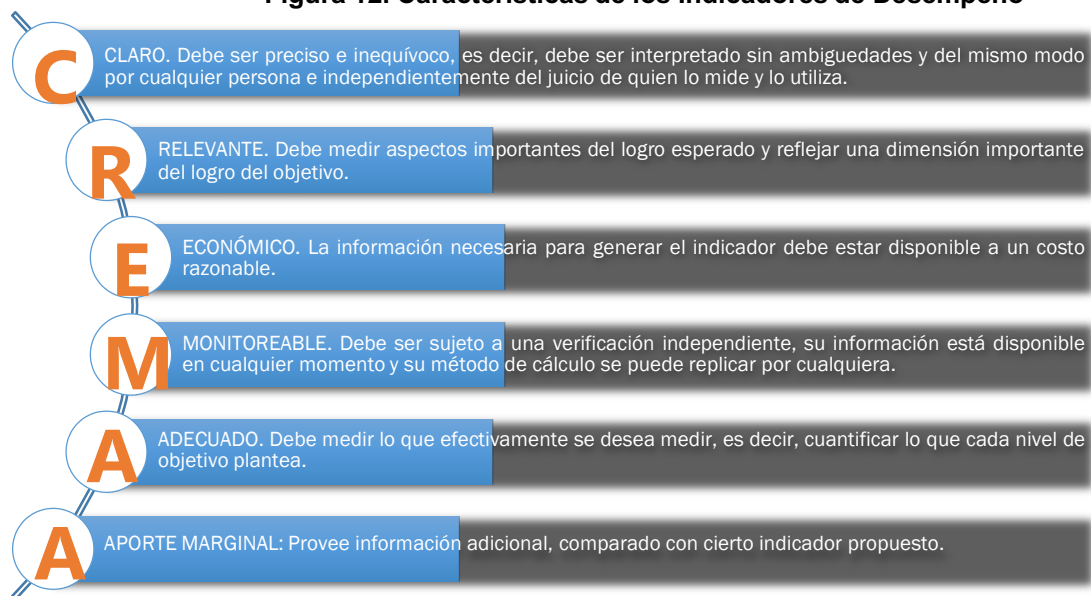 Figura 12. Características de los Indicadores de Desempeño
C
CLARO. Debe ser preciso e inequívoco, es decir, debe ser interpretado sin ambiguedades y del mismo modo
por cualquier persona e independientemente del juicio de quien lo mide y lo utiliza.
R
RELEVANTE. Debe medir aspectos importantes del logro esperado y reflejar una dimensión importante
del logro del objetivo.
E
ECONÓMICO. La información necesaria para generar el indicador debe estar disponible a un costo
razonable.
M
MONITOREABLE. Debe ser sujeto a una verificación independiente, su información está disponible
en cualquier momento y su método de cálculo se puede replicar por cualquiera.
A
ADECUADO. Debe medir lo que efectivamente se desea medir, es decir, cuantificar lo que cada nivel de
objetivo plantea.
A
APORTE MARGINAL: Provee información adicional, comparado con cierto indicador propuesto.